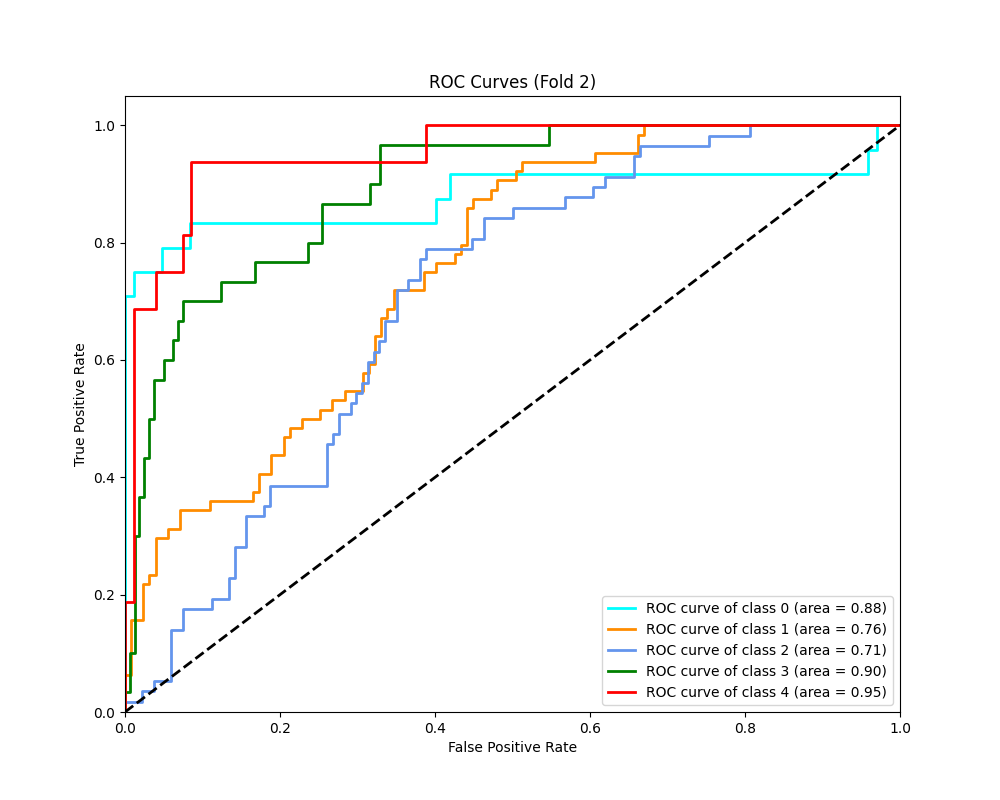 ROC Curves (Fold 2)
True Positive Rate
1.0
0.8
0.6
0.4
0.2
0.0
0.0 0.2 0.4 0.6 0.8 1.0
False Positive Rate
ROC curve of class 0 (area = 0.88)
ROC curve of class 1 (area = 0.76)
ROC curve of class 2 (area = 0.71)
ROC curve of class 3 (area = 0.90)
ROC curve of class 4 (area = 0.95)